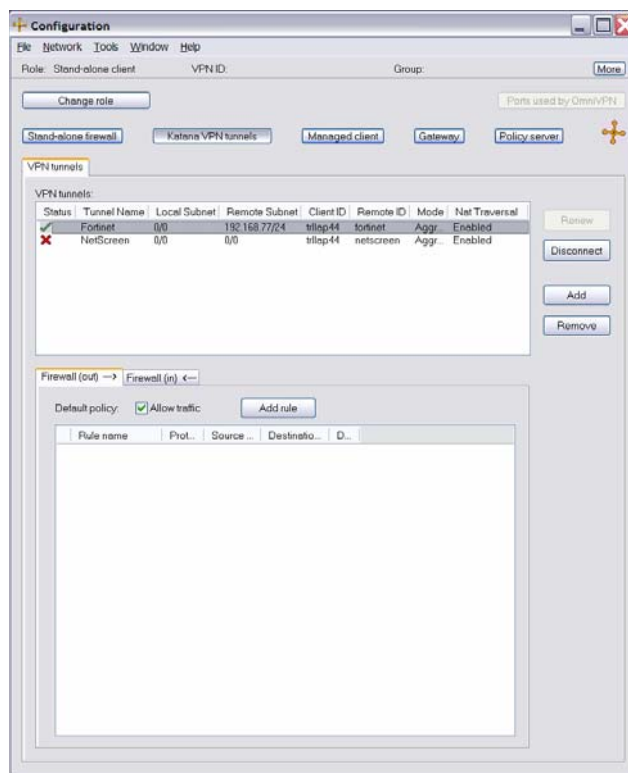 Configuration
File Network Tools Window Help
Role: Stand-alone client VPN ID: Group: More
Change role Ports used by OmniVPN
Stand-alone firewall Katana VPN tunnels Managed client Gateway Policy server
VPN tunnels
VPN tunnels:
Status Tunnel Name Local Subnet Remote Subnet Client ID Remote ID Mode Nat Traversal
Fortinet 0/0 192.168.77/24 trllap44 fortinet Aggr... Enabled
NetScreen 0/0 0/0 trllap44 netscreen Aggr... Enabled
Renew
Disconnect
Add
Remove
Firewall (out) —> Firewall (in) <—
Default policy: Allow traffic Add rule
Rule name Prot... Source ... Destinatio... D...